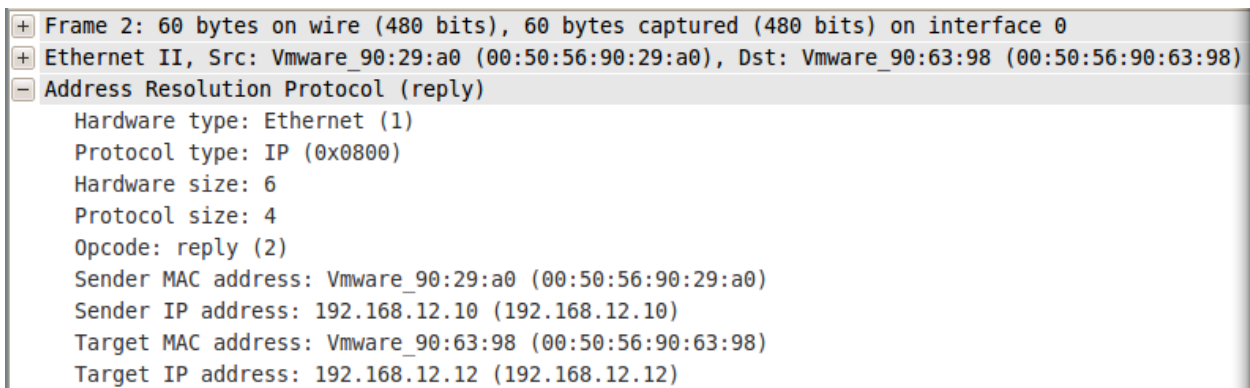 Frame 2: 60 bytes on wire (480 bits), 60 bytes captured (480 bits) on interface 0
Ethernet II, Src: Vmware_90:29:a0 (00:50:56:90:29:a0), Dst: Vmware_90:63:98 (00:50:56:90:63:98)
Address Resolution Protocol (reply)
Hardware type: Ethernet (1)
Protocol type: IP (0x0800)
Hardware size: 6
Protocol size: 4
Opcode: reply (2)
Sender MAC address: Vmware_90:29:a0 (00:50:56:90:29:a0)
Sender IP address: 192.168.12.10 (192.168.12.10)
Target MAC address: Vmware_90:63:98 (00:50:56:90:63:98)
Target IP address: 192.168.12.12 (192.168.12.12)